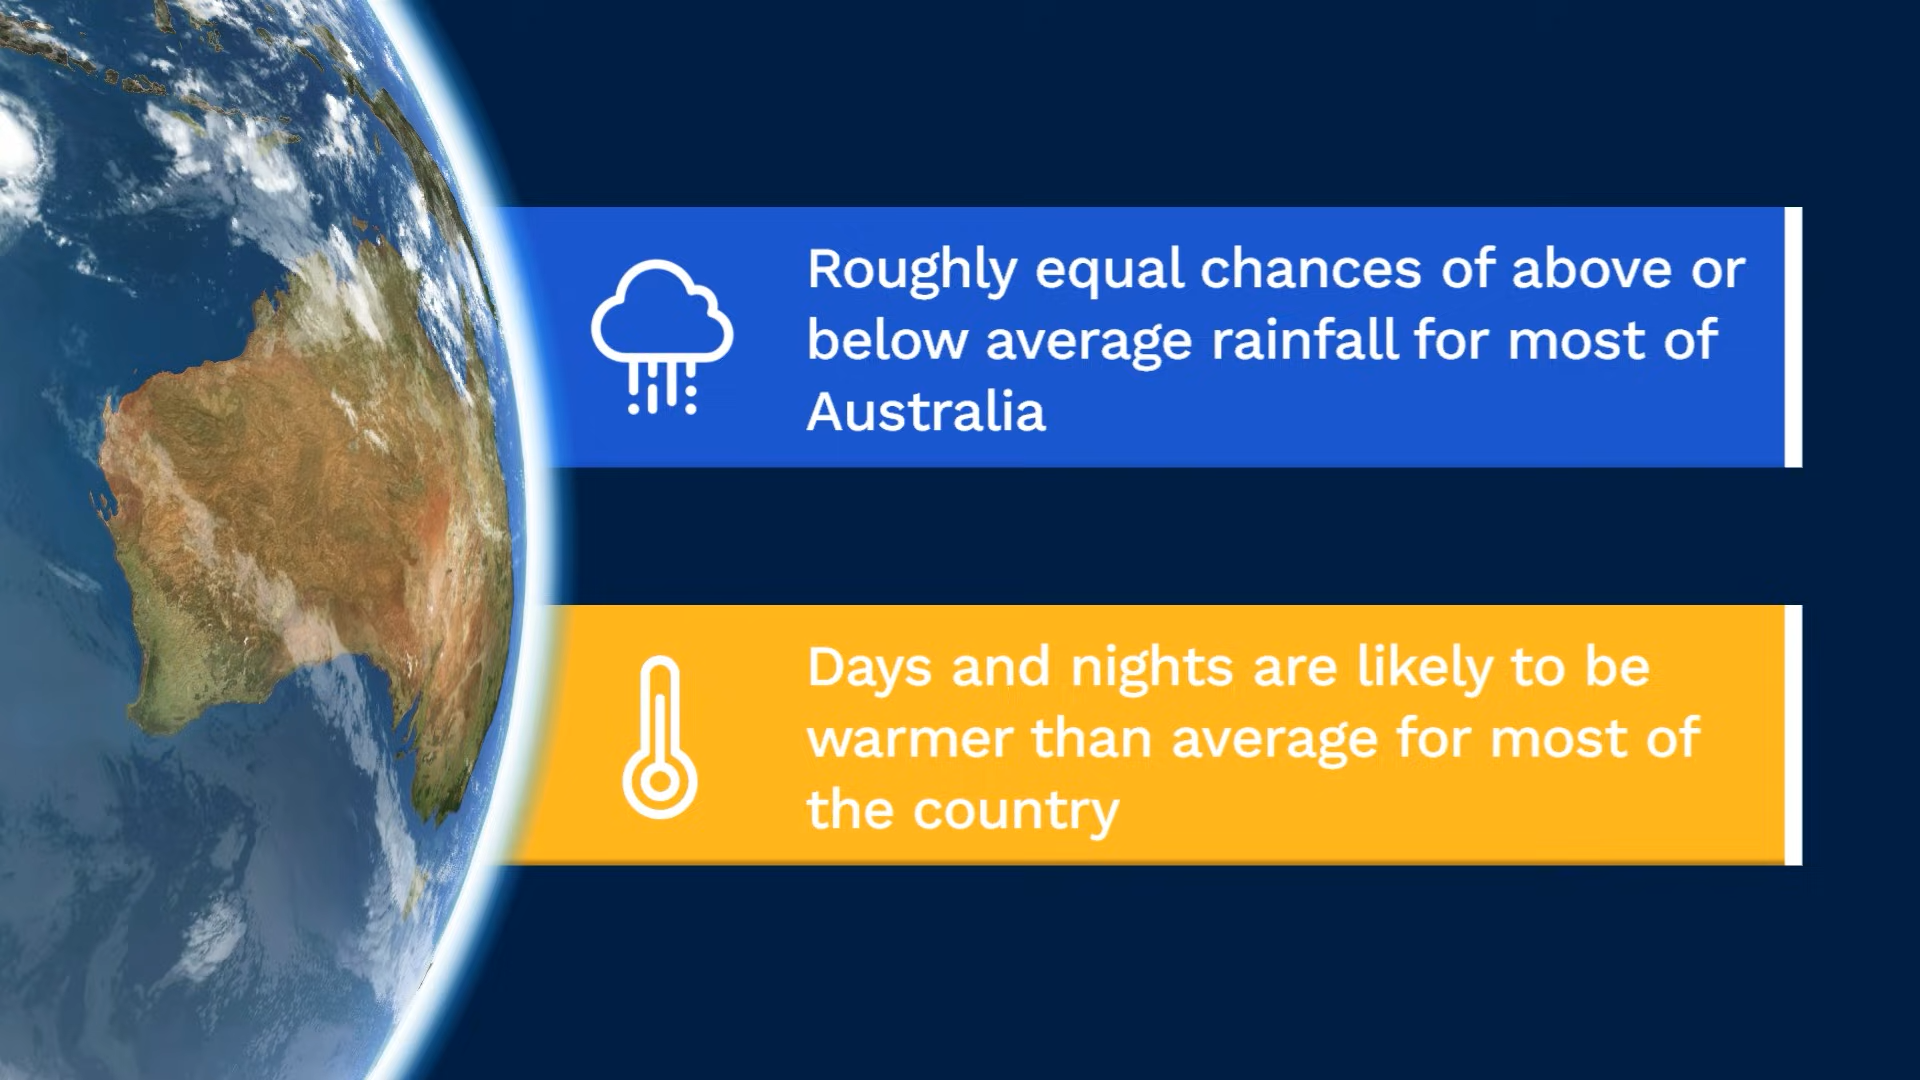 Roughly equal chances of above or
below average rainfall for most of
Australia
Days and nights are likely to be
warmer than average for most of
the country